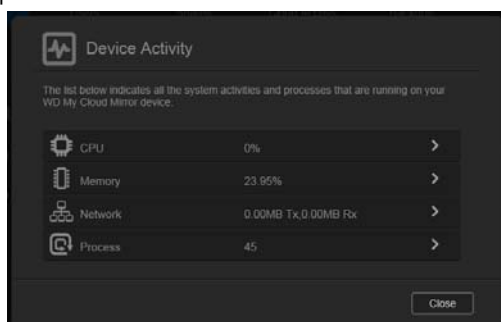 Device Activity
The list below indicates all the system activities and processes that are running on your
WD My Cloud Mirror device.
CPU 0%
Memory 23.95%
Network 0.00MB Tx,0.00MB Rx
Process 45
Close